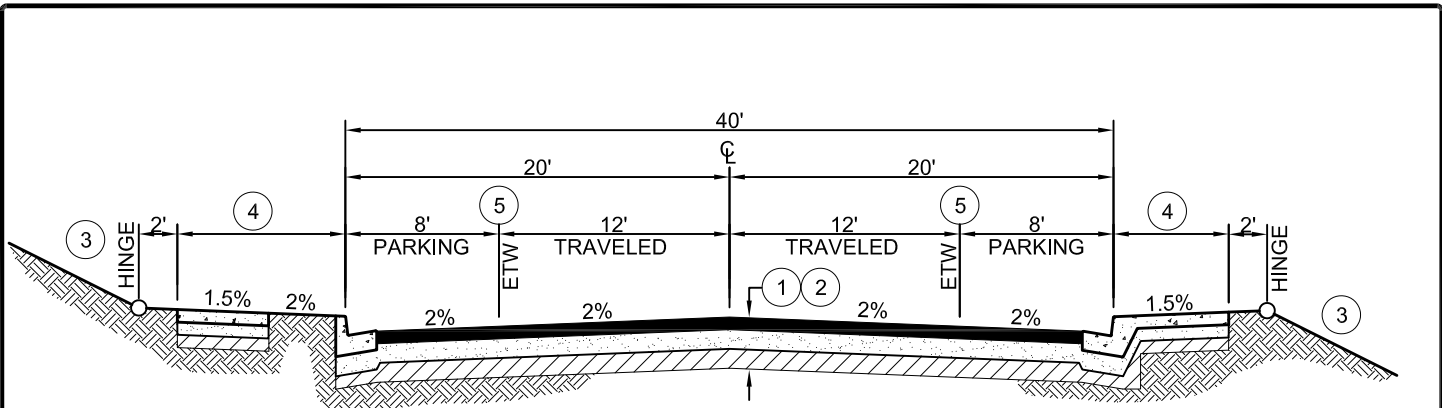 40'
℄
20' 20'
3 2' 4 8' 5 12' 12' 5 8' 4 2'
HINGE PARKING ETW TRAVELED TRAVELED ETW PARKING HINGE
1 2
1.5% 2% 2% 2% 2% 2% 1.5%
3